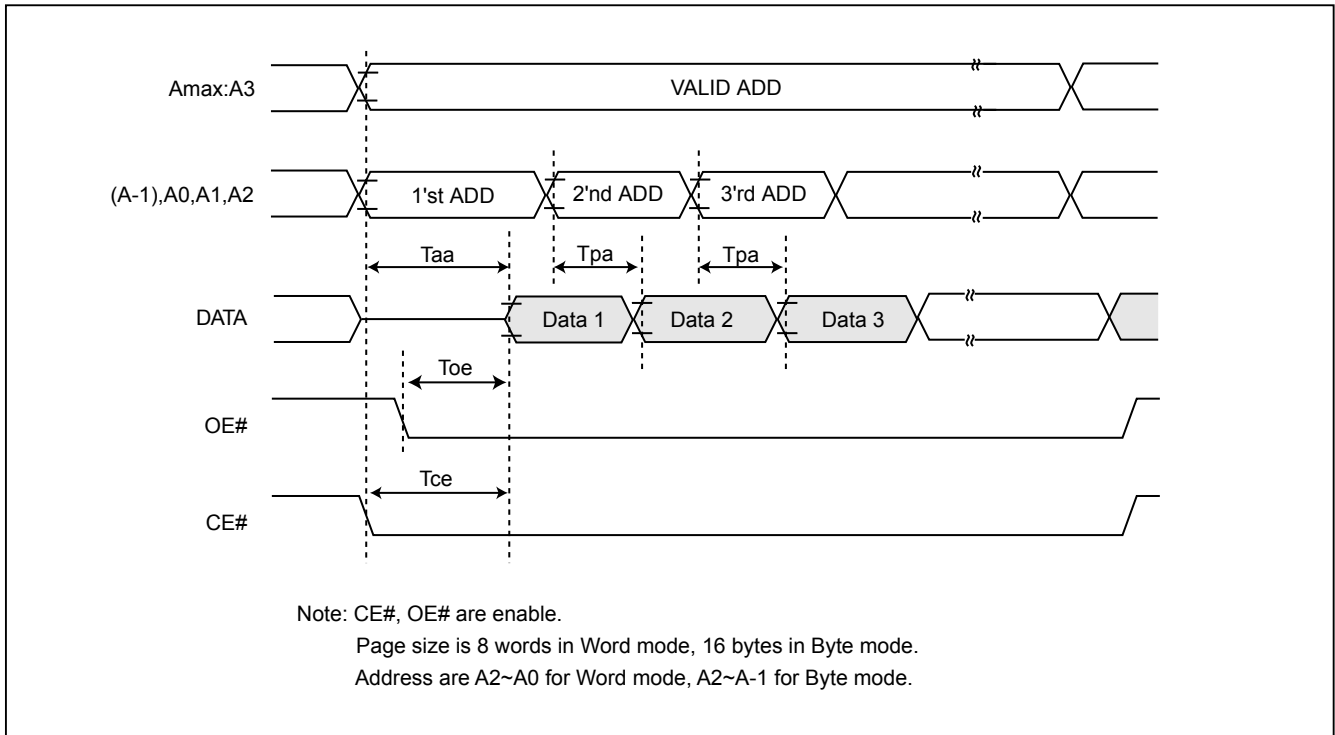 Amax:A3
VALID ADD
(A-1),A0,A1,A2
1'st ADD
2'nd ADD
3'rd ADD
Taa
Tpa
Tpa
DATA
Data 1
Data 2
Data 3
Toe
OE#
Tce
CE#
Note: CE#, OE# are enable.
Page size is 8 words in Word mode, 16 bytes in Byte mode.
Address are A2~A0 for Word mode, A2~A-1 for Byte mode.